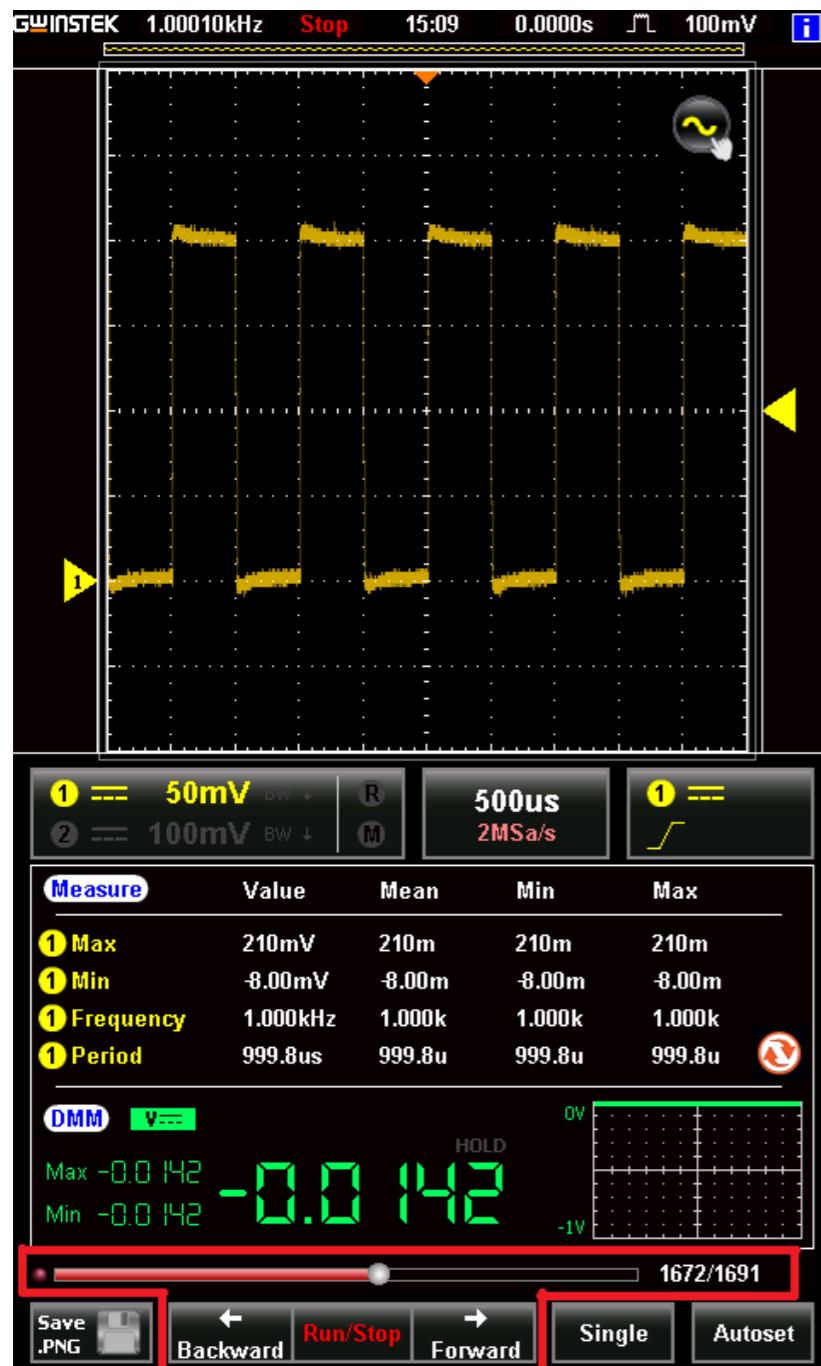 GWINSTEK 1.00010kHz Stop 15:09 0.0000s 100mV i
1
1 50mV BW R 500us 1
2 100mV BW M 2MSa/s
Measure Value Mean Min Max
1 Max 210mV 210m 210m 210m
1 Min -8.00mV -8.00m -8.00m -8.00m
1 Frequency 1.000kHz 1.000k 1.000k 1.000k
1 Period 999.8us 999.8u 999.8u 999.8u
DMM V 0V
HOLD
Max -0.0142 -0.0142
Min -0.0142 -1V
1672/1691
Save
.PNG Backward Run/Stop Forward Single Autoset